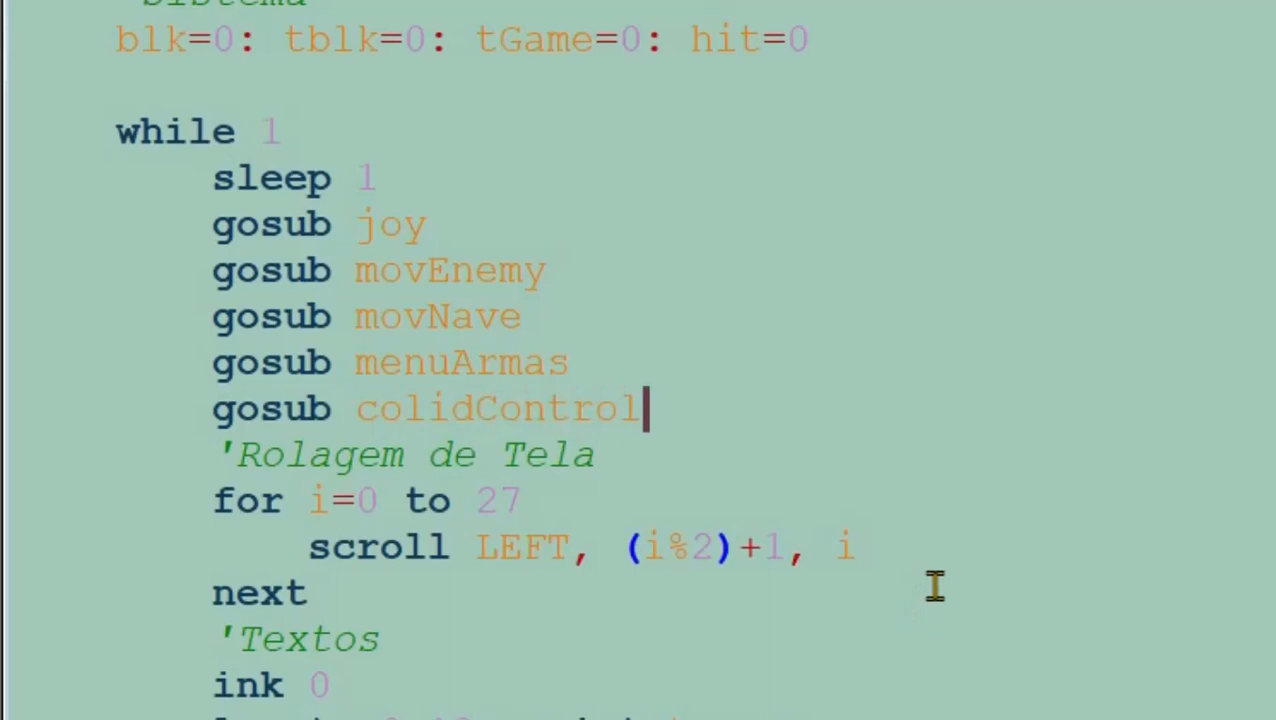 'Sistema
blk=0: tblk=0: tGame=0: hit=0
while 1
sleep 1
gosub joy
gosub movEnemy
gosub movNave
gosub menuArmas
gosub colidControl
'Rolagem de Tela
for i=0 to 27
scroll LEFT, (i%2)+1, i
next
'Textos
ink 0